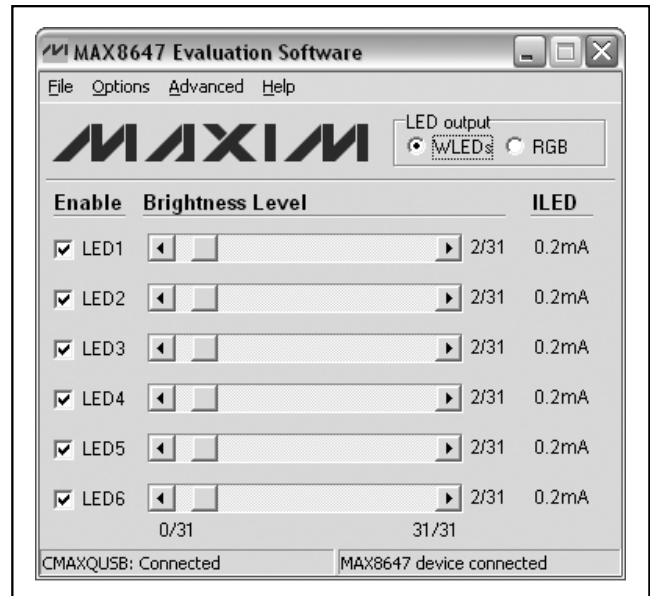 MAX8647 Evaluation Software
File Options Advanced Help
MAXIM
LED output
WLEDs RGB
Enable Brightness Level ILED
LED1 2/31 0.2mA
LED2 2/31 0.2mA
LED3 2/31 0.2mA
LED4 2/31 0.2mA
LED5 2/31 0.2mA
LED6 2/31 0.2mA
0/31 31/31
CMAXQUSB: Connected MAX8647 device connected